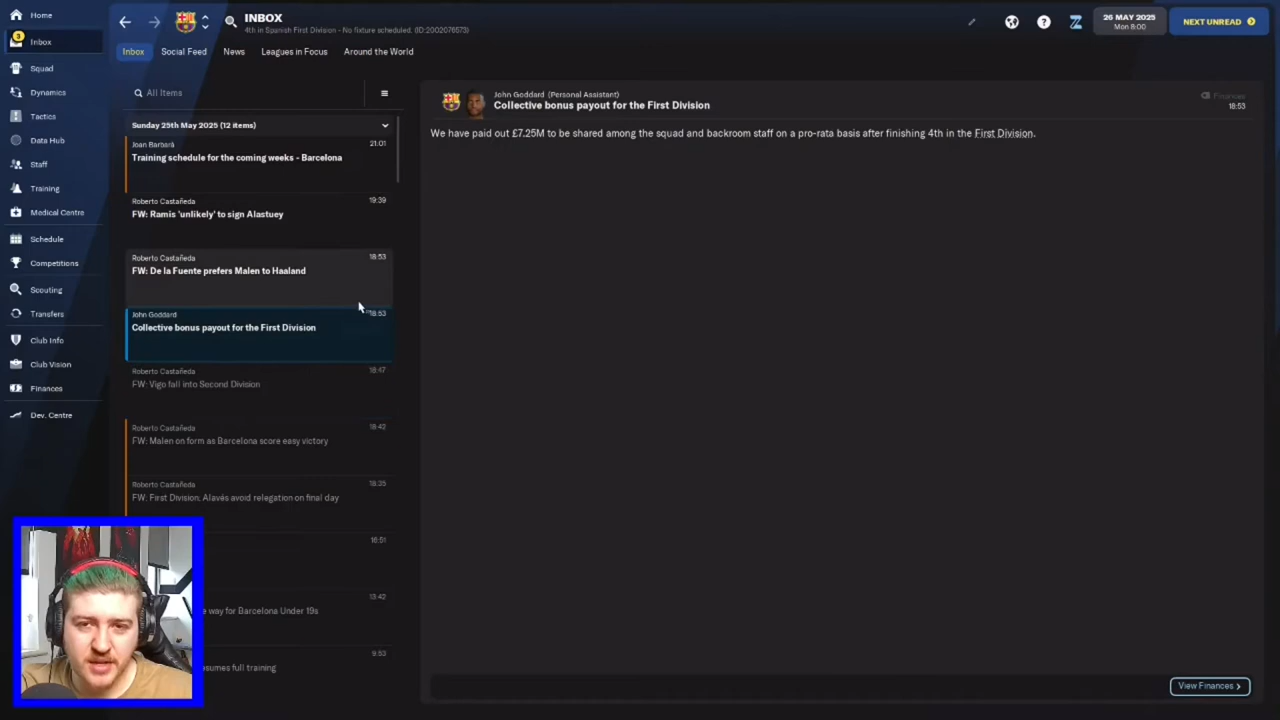 Home
3
Inbox
Squad
Dynamics
Tactics
Data Hub
Staff
Training
Medical Centre
Schedule
Competitions
Scouting
Transfers
Club Info
Club Vision
Finances
Dev. Centre
INBOX
4th in Spanish First Division - No fixture scheduled. (ID:2002076573)
26 MAY 2025
Mon 8:00
NEXT UNREAD
Inbox Social Feed News Leagues in Focus Around the World
All Items
Sunday 25th May 2025 (12 items)
Joan Barbarà 21:01
Training schedule for the coming weeks - Barcelona
Roberto Castañeda 19:39
FW: Ramis 'unlikely' to sign Alastuey
Roberto Castañeda 18:53
FW: De la Fuente prefers Malen to Haaland
John Goddard 18:53
Collective bonus payout for the First Division
Roberto Castañeda 18:47
FW: Vigo fall into Second Division
Roberto Castañeda 18:42
FW: Malen on form as Barcelona score easy victory
Roberto Castañeda 18:35
FW: First Division: Alavés avoid relegation on final day
16:51
13:42
way for Barcelona Under 19s
9:53
full training
John Goddard (Personal Assistant)
Collective bonus payout for the First Division
Finances
18:53
We have paid out £7.25M to be shared among the squad and backroom staff on a pro-rata basis after finishing 4th in the First Division.
View Finances